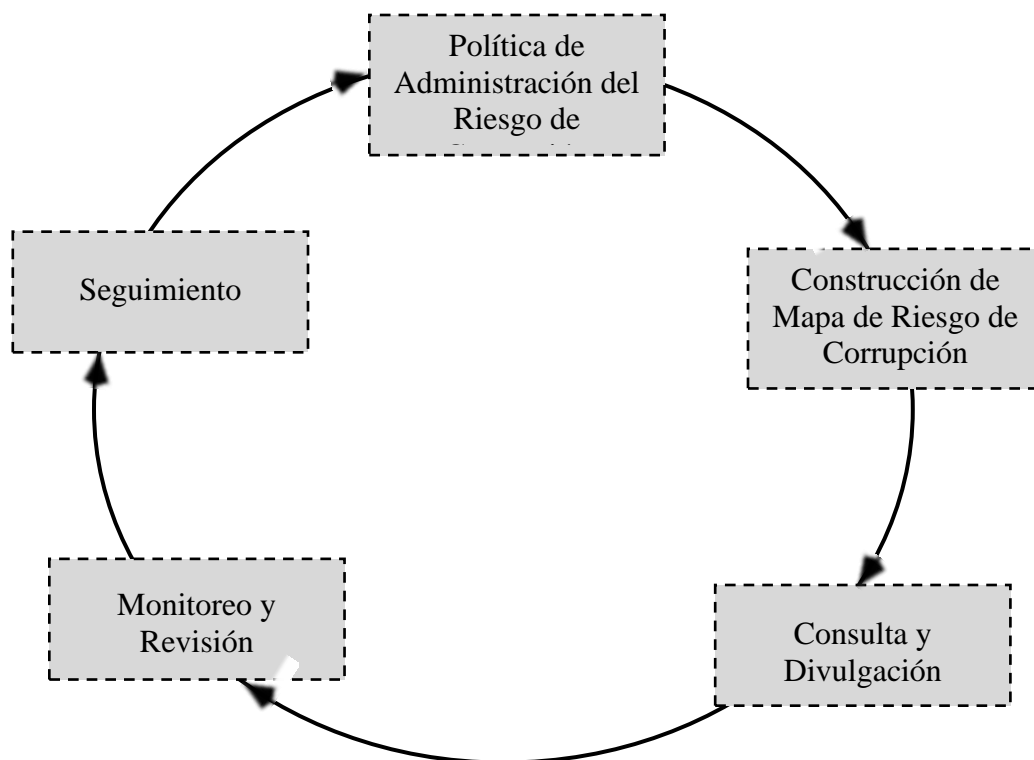 Política de
Administración del
Riesgo de
Construcción de
Mapa de Riesgo de
Corrupción
Consulta y
Divulgación
Monitoreo y
Revisión
Seguimiento